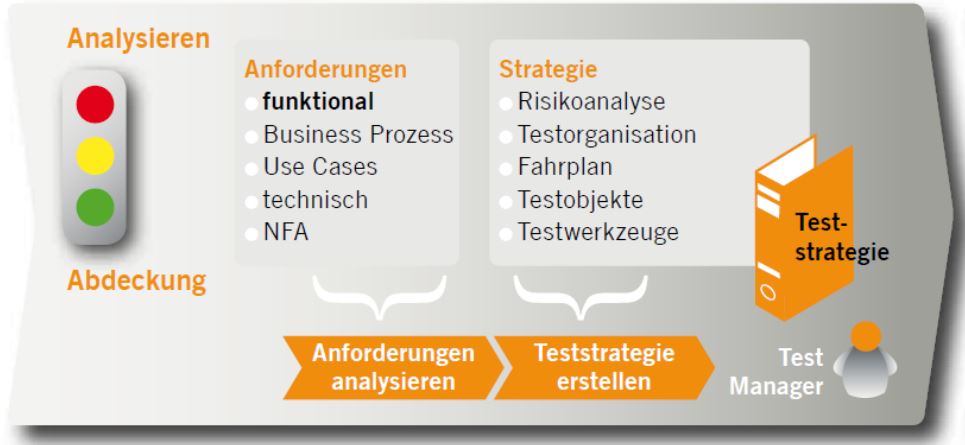 Analysieren
Abdeckung
Anforderungen
funktional
Business Prozess
Use Cases
technisch
NFA
Strategie
Risikoanalyse
Testorganisation
Fahrplan
Testobjekte
Testwerkzeuge
Test-
strategie
Anforderungen
analysieren
Teststrategie
erstellen
Test
Manager